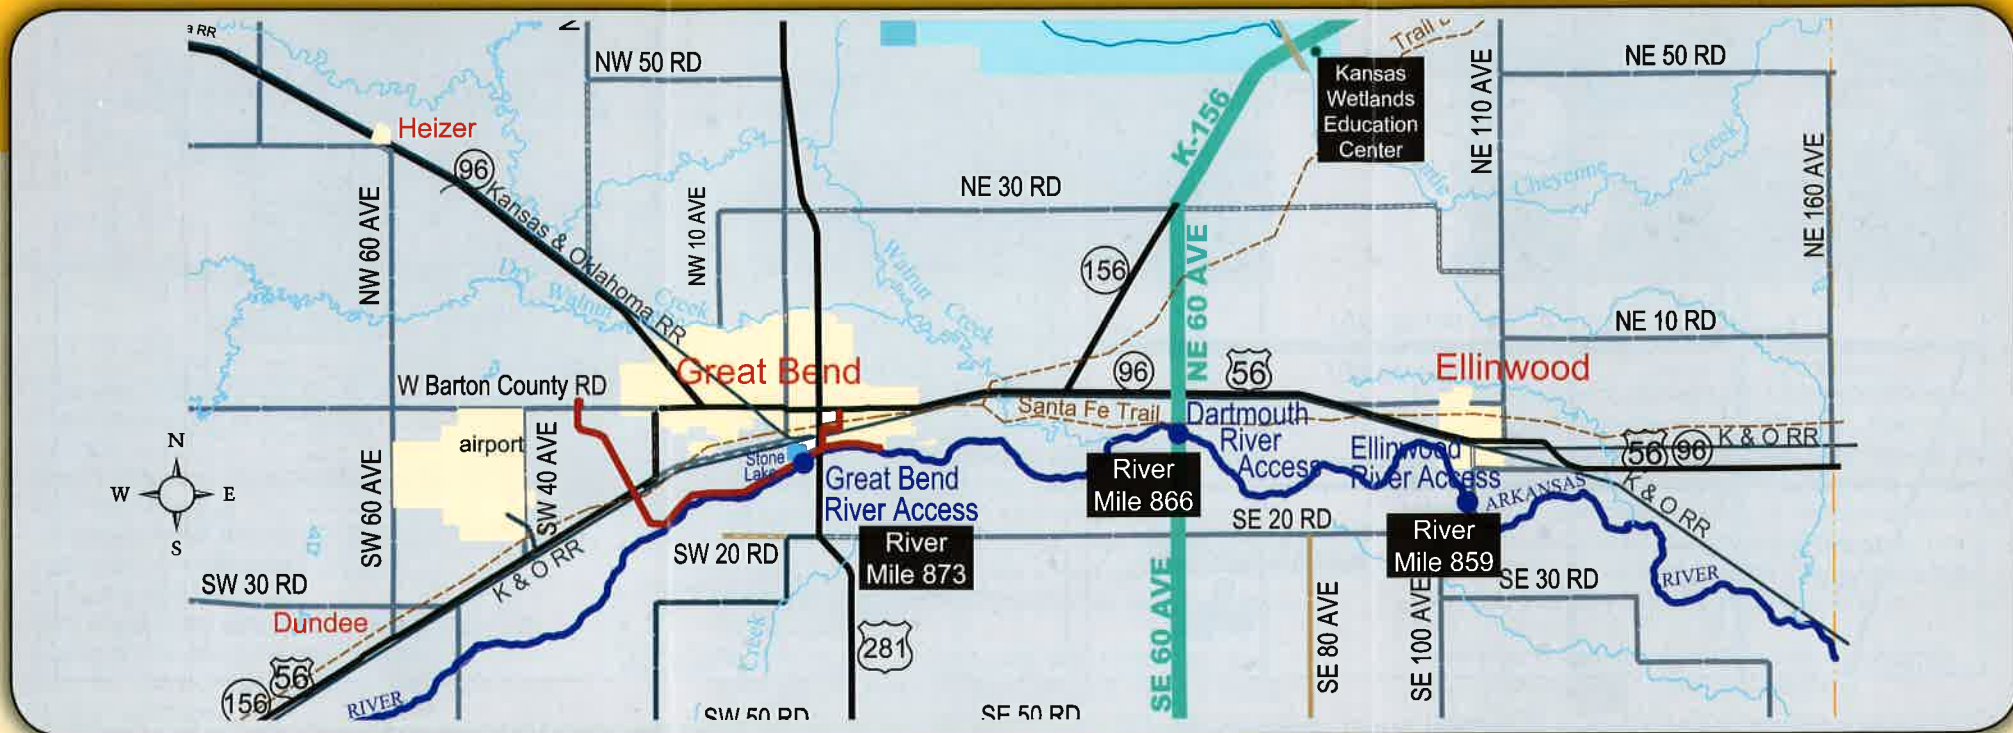 a RR
NW 50 RD
Heizer
96
Kansas & Oklahoma RR
NW 60 AVE
NW 10 AVE
NE 30 RD
K-156
Kansas
Wetlands
Education
Center
Trail
NE 110 AVE
NE 50 RD
NE 160 AVE
Cheyenne
Creek
Dry
Walnut
Creek
Walnut
Creek
156
NE 60 AVE
NE 10 RD
W Barton County RD
Great Bend
96
56
Ellinwood
Santa Fe Trail
Dartmouth
River
Access
airport
SW 40 AVE
SW 60 AVE
Stone
Lake
Great Bend
River Access
River
Mile 873
River
Mile 866
Ellinwood
River Access
River
Mile 859
ARKANSAS
RIVER
56
96
K & O RR
K & O RR
N
W
E
S
SW 30 RD
Dundee
K & O RR
SW 20 RD
SE 20 RD
SE 30 RD
56
156
RIVER
Creek
281
SE 60 AVE
SE 80 AVE
SE 100 AVE
SW 50 RD
SE 50 RD